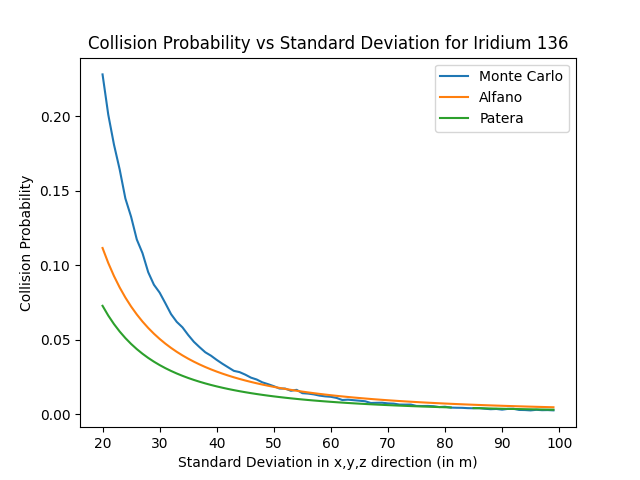 Collision Probability vs Standard Deviation for Iridium 136
Monte Carlo
Alfano
Patera
Collision Probability
0.20
0.15
0.10
0.05
0.00
20 30 40 50 60 70 80 90 100
Standard Deviation in x,y,z direction (in m)